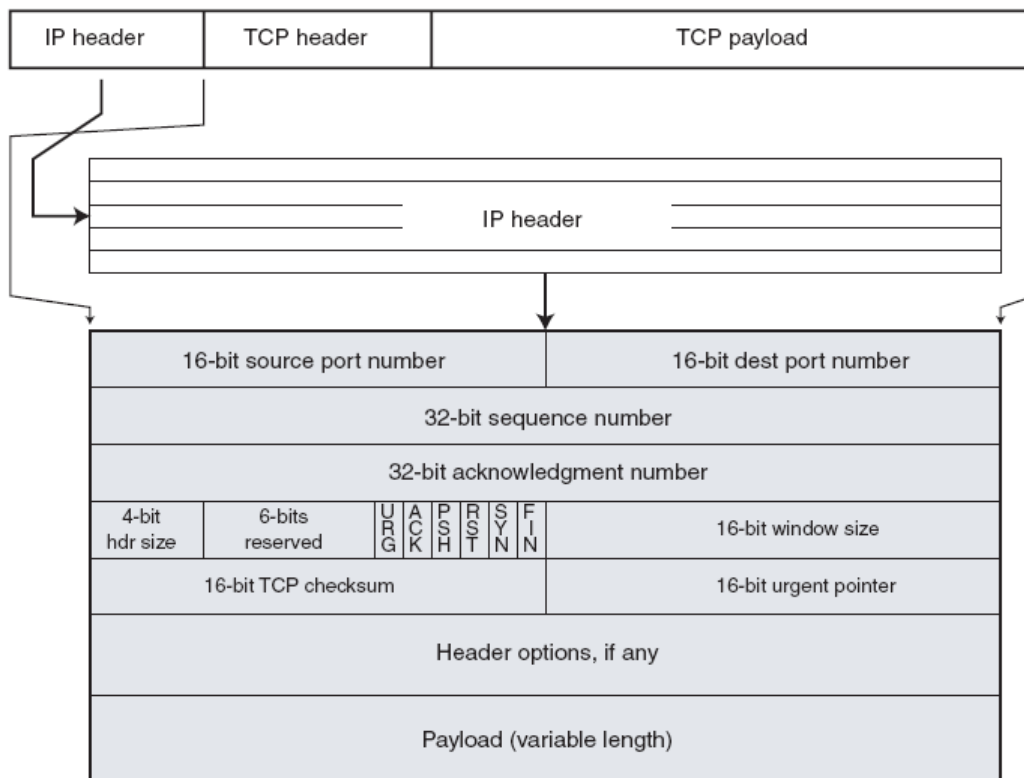 IP header
TCP header
TCP payload
IP header
16-bit source port number
16-bit dest port number
32-bit sequence number
32-bit acknowledgment number
4-bit
hdr size
6-bits
reserved
URG
ACK
PSH
RST
SYN
FIN
16-bit window size
16-bit TCP checksum
16-bit urgent pointer
Header options, if any
Payload (variable length)